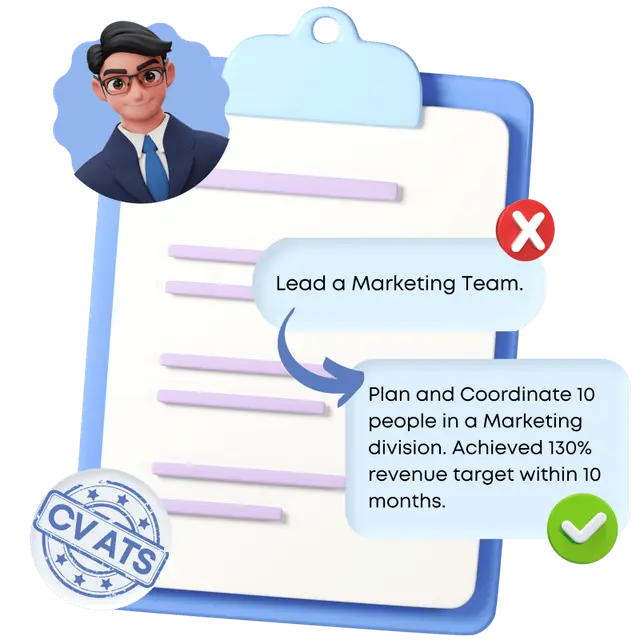 Lead a Marketing Team.
Plan and Coordinate 10
people in a Marketing
division. Achieved 130%
revenue target within 10
months.
CV ATS